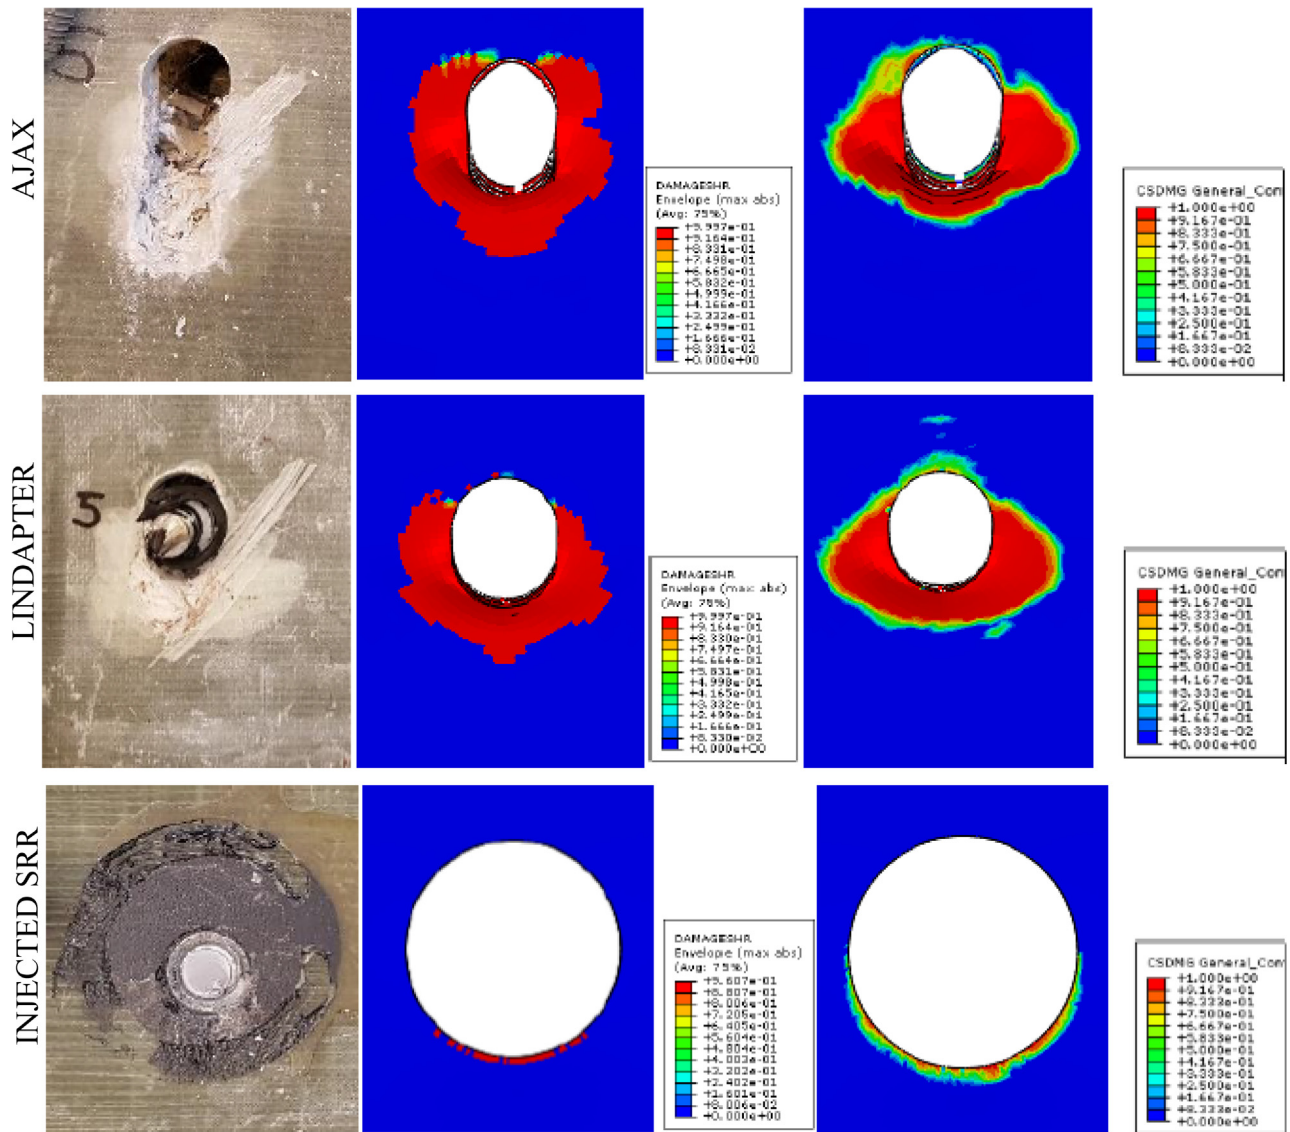 AJAX
DAMAGESHR
Envelope (max abs)
(Avg: 75%)
+9.997e-01
+9.164e-01
+8.331e-01
+7.498e-01
+6.665e-01
+5.832e-01
+4.999e-01
+4.166e-01
+3.332e-01
+2.499e-01
+1.666e-01
+8.331e-02
+0.000e+00
CSDMG General_Con
+1.000e+00
+9.167e-01
+8.333e-01
+7.500e-01
+6.667e-01
+5.833e-01
+5.000e-01
+4.167e-01
+3.333e-01
+2.500e-01
+1.667e-01
+8.333e-02
+0.000e+00
LINDAPTER
5
DAMAGESHR
Envelope (max abs)
(Avg: 75%)
+9.997e-01
+9.164e-01
+8.330e-01
+7.497e-01
+6.664e-01
+5.831e-01
+4.998e-01
+4.165e-01
+3.332e-01
+2.499e-01
+1.666e-01
+8.330e-02
+0.000e+00
CSDMG General_Con
+1.000e+00
+9.167e-01
+8.333e-01
+7.500e-01
+6.667e-01
+5.833e-01
+5.000e-01
+4.167e-01
+3.333e-01
+2.500e-01
+1.667e-01
+8.333e-02
+0.000e+00
INJECTED SRR
DAMAGESHR
Envelope (max abs)
(Avg: 75%)
+9.607e-01
+8.807e-01
+8.006e-01
+7.205e-01
+6.405e-01
+5.604e-01
+4.804e-01
+4.003e-01
+3.202e-01
+2.402e-01
+1.601e-01
+8.006e-02
+0.000e+00
CSDMG General_Con
+1.000e+00
+9.167e-01
+8.333e-01
+7.500e-01
+6.667e-01
+5.833e-01
+5.000e-01
+4.167e-01
+3.333e-01
+2.500e-01
+1.667e-01
+8.333e-02
+0.000e+00